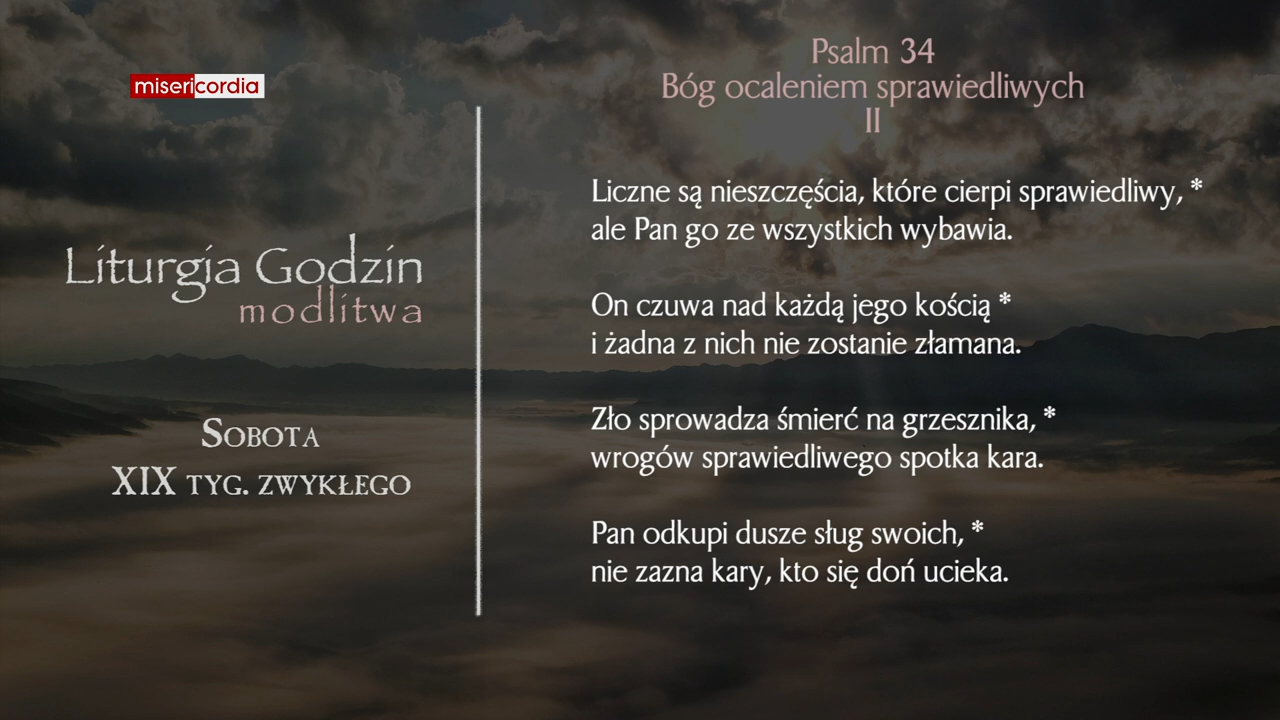 misericordia
Liturgia Godzin
modlitwa
Sobota
XIX tyg. zwykłego
Psalm 34
Bóg ocaleniem sprawiedliwych
II
Liczne są nieszczęścia, które cierpi sprawiedliwy, *
ale Pan go ze wszystkich wybawia.
On czuwa nad każdą jego kością *
i żadna z nich nie zostanie złamana.
Zło sprowadza śmierć na grzesznika, *
wrogów sprawiedliwego spotka kara.
Pan odkupi dusze sług swoich, *
nie zazna kary, kto się doń ucieka.